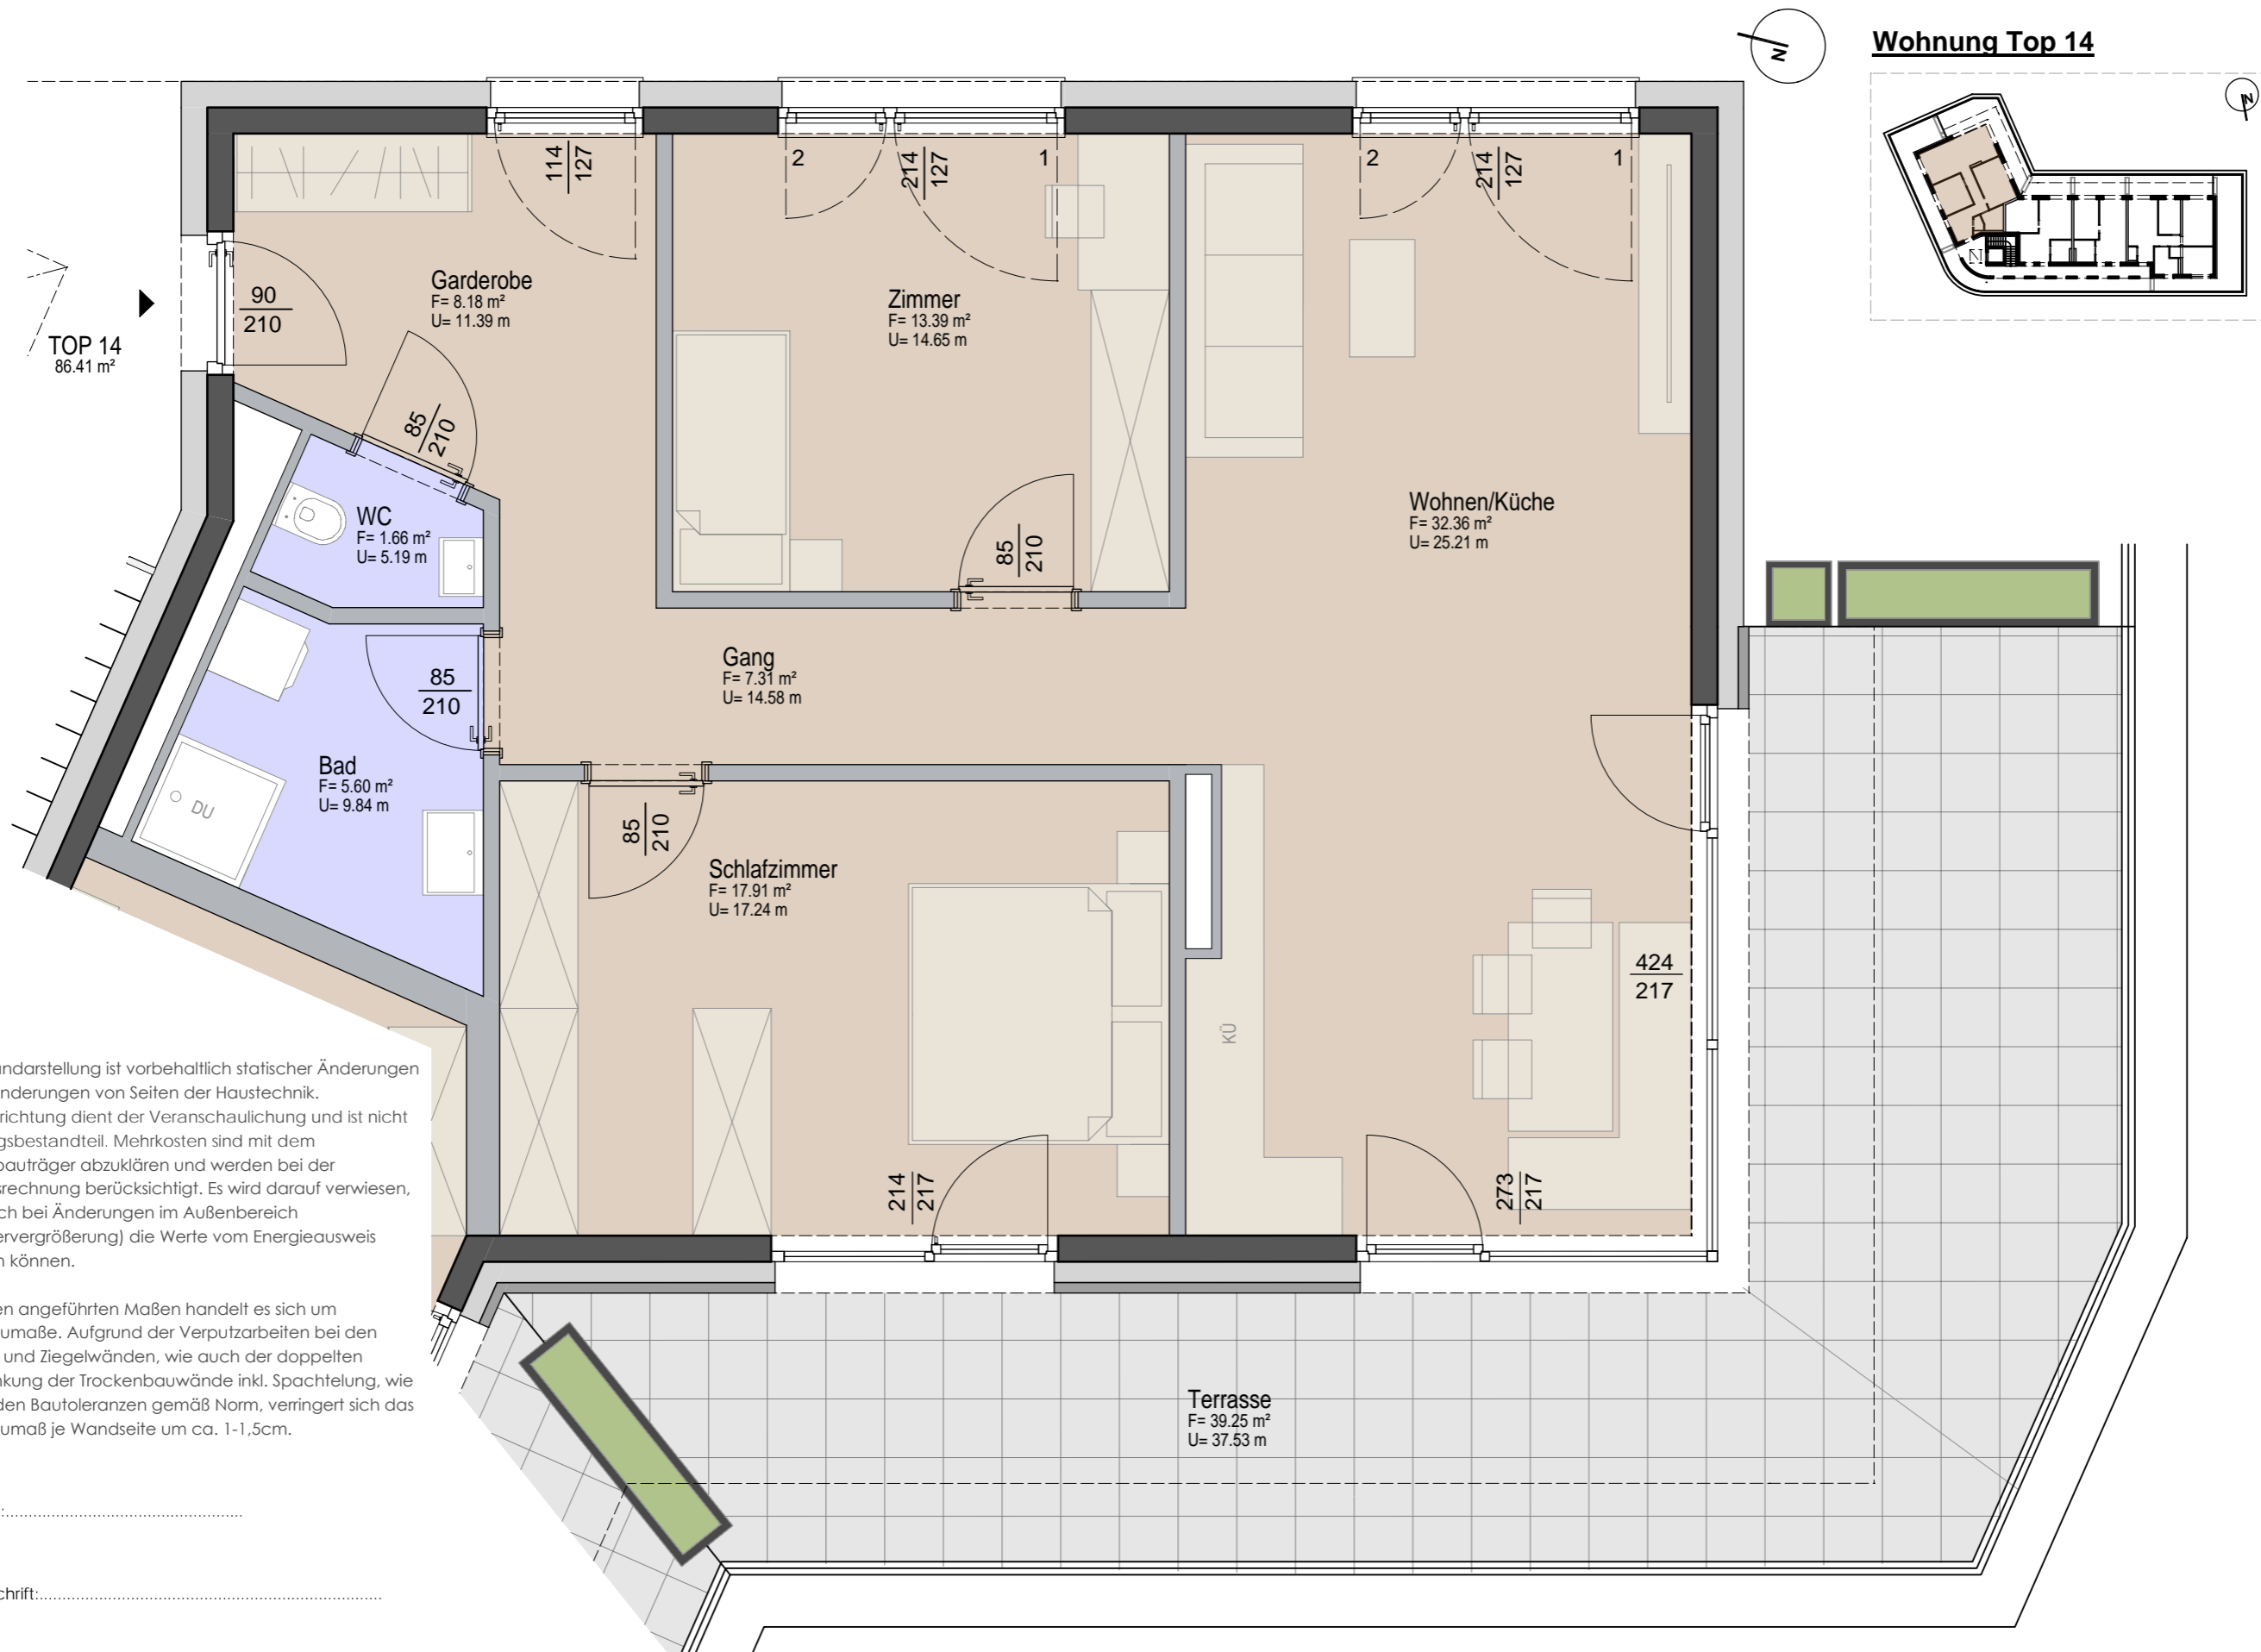 Wohnung Top 14
N
N
114
127
2
214
127
1
2
214
127
1
Garderobe
F= 8.18 m²
U= 11.39 m
90
210
TOP 14
86.41 m²
Zimmer
F= 13.39 m²
U= 14.65 m
85
210
WC
F= 1.66 m²
U= 5.19 m
85
210
Wohnen/Küche
F= 32.36 m²
U= 25.21 m
Gang
F= 7.31 m²
U= 14.58 m
85
210
Bad
F= 5.60 m²
U= 9.84 m
DU
85
210
Schlafzimmer
F= 17.91 m²
U= 17.24 m
424
217
KÜ
214
217
273
217
Terrasse
F= 39.25 m²
U= 37.53 m
ndarstellung ist vorbehaltlich statischer Änderungen
nderungen von Seiten der Haustechnik.
richtung dient der Veranschaulichung und ist nicht
gsbestandteil. Mehrkosten sind mit dem
bauträger abzuklären und werden bei der
srechnung berücksichtigt. Es wird darauf verwiesen,
ch bei Änderungen im Außenbereich
ervergrößerung) die Werte vom Energieausweis
n können.
en angeführten Maßen handelt es sich um
umaße. Aufgrund der Verputzarbeiten bei den
und Ziegelwänden, wie auch der doppelten
nkung der Trockenbauwände inkl. Spachtelung, wie
den Bautoleranzen gemäß Norm, verringert sich das
umaß je Wandseite um ca. 1-1,5cm.
:..........................................................
chrift:....................................................................................